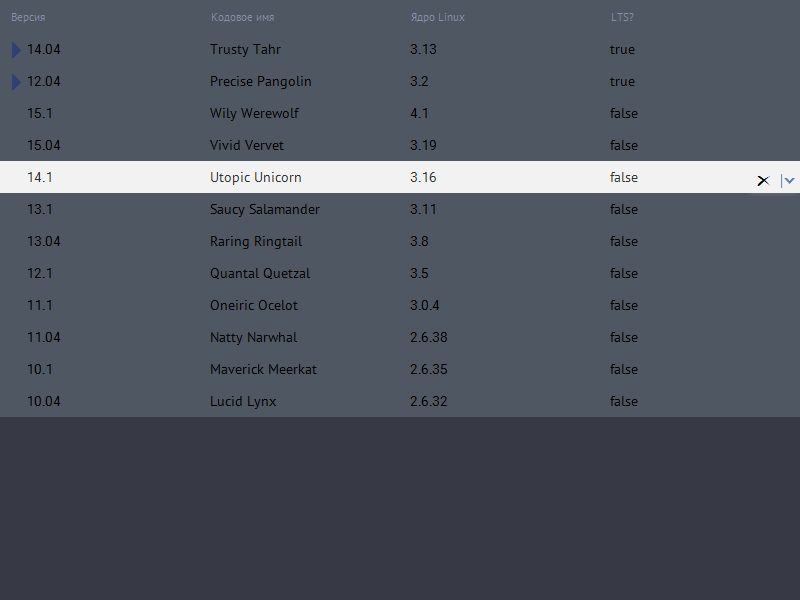 Версия Кодовое имя Ядро Linux LTS?
14.04 Trusty Tahr 3.13 true
12.04 Precise Pangolin 3.2 true
15.1 Wily Werewolf 4.1 false
15.04 Vivid Vervet 3.19 false
14.1 Utopic Unicorn 3.16 false
13.1 Saucy Salamander 3.11 false
13.04 Raring Ringtail 3.8 false
12.1 Quantal Quetzal 3.5 false
11.1 Oneiric Ocelot 3.0.4 false
11.04 Natty Narwhal 2.6.38 false
10.1 Maverick Meerkat 2.6.35 false
10.04 Lucid Lynx 2.6.32 false